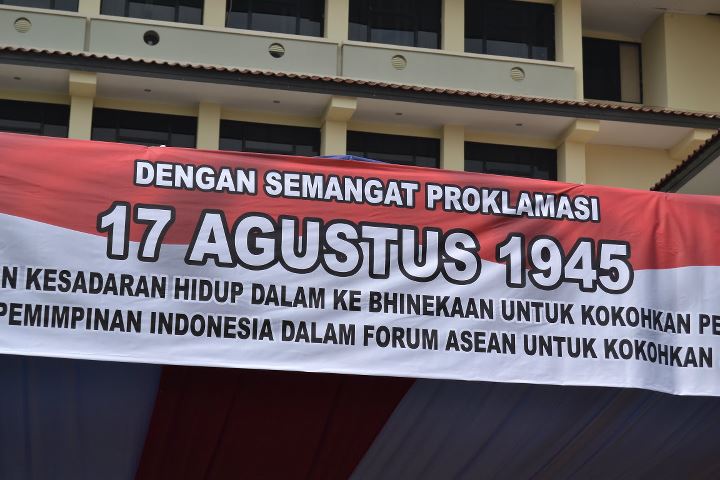 DENGAN SEMANGAT PROKLAMASI
17 AGUSTUS 1945
KESADARAN HIDUP DALAM KE BHINEKAAN UNTUK KOKOHKAN
PEMIMPINAN INDONESIA DALAM FORUM ASEAN UNTUK KOKOHKAN